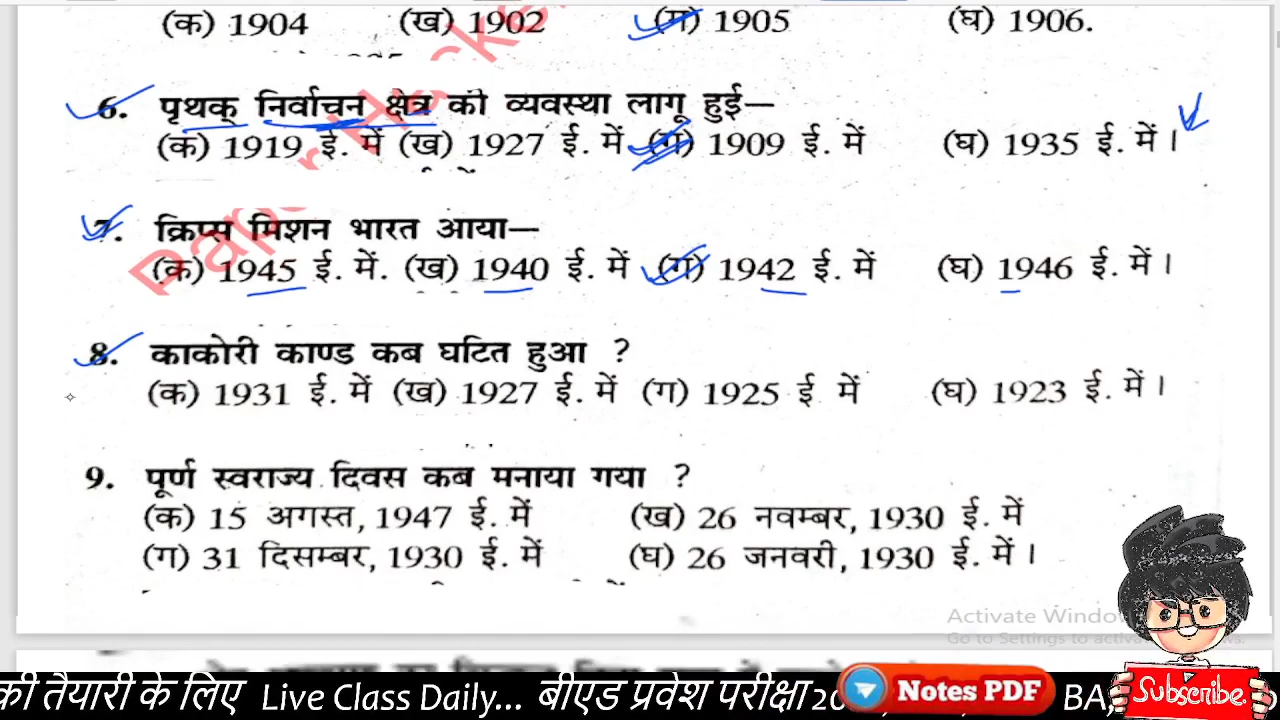 (क) 1904 (ख) 1902 (ग) 1905 (घ) 1906.
6. पृथक् निर्वाचन क्षेत्र की व्यवस्था लागू हुई—
(क) 1919 ई. में (ख) 1927 ई. में (ग) 1909 ई. में (घ) 1935 ई. में।
7. क्रिप्स मिशन भारत आया—
(क) 1945 ई. में. (ख) 1940 ई. में (ग) 1942 ई. में (घ) 1946 ई. में।
8. काकोरी काण्ड कब घटित हुआ ?
(क) 1931 ई. में (ख) 1927 ई. में (ग) 1925 ई में (घ) 1923 ई. में।
9. पूर्ण स्वराज्य दिवस कब मनाया गया ?
(क) 15 अगस्त, 1947 ई. में (ख) 26 नवम्बर, 1930 ई. में
(ग) 31 दिसम्बर, 1930 ई. में (घ) 26 जनवरी, 1930 ई. में।
Activate Windo
Go to Settings to activ
की तैयारी के लिए Live Class Daily... बीएड प्रवेश परीक्षा 20 Notes PDF BA, Subscribe